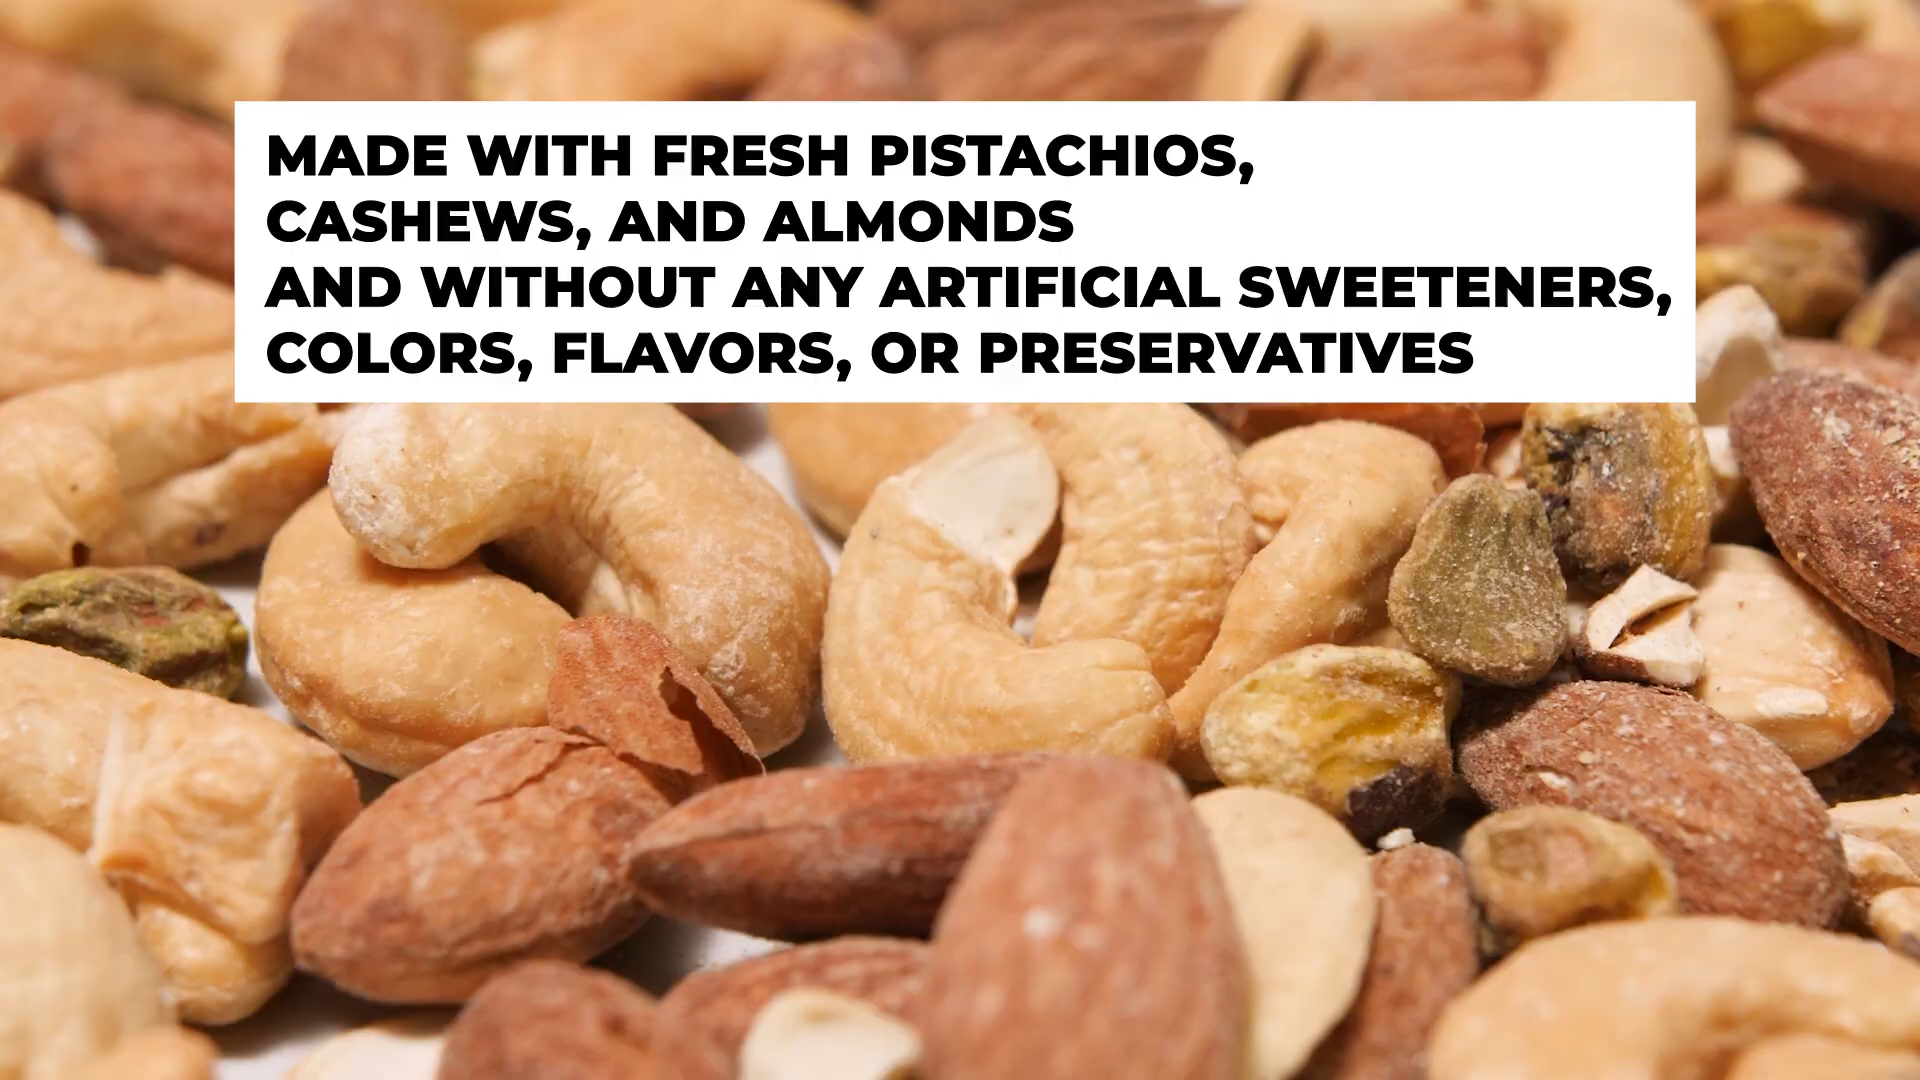 MADE WITH FRESH PISTACHIOS,
CASHEWS, AND ALMONDS
AND WITHOUT ANY ARTIFICIAL SWEETENERS,
COLORS, FLAVORS, OR PRESERVATIVES